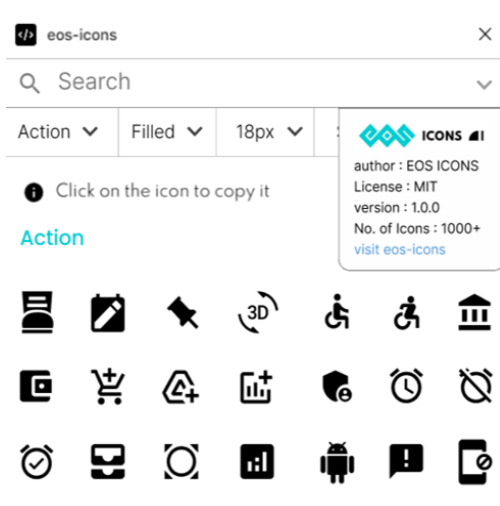 eos-icons
Search
Action
Filled
18px
eos ICONS
author : EOS ICONS
License : MIT
version : 1.0.0
No. of Icons : 1000+
visit eos-icons
Click on the icon to copy it
Action
3D